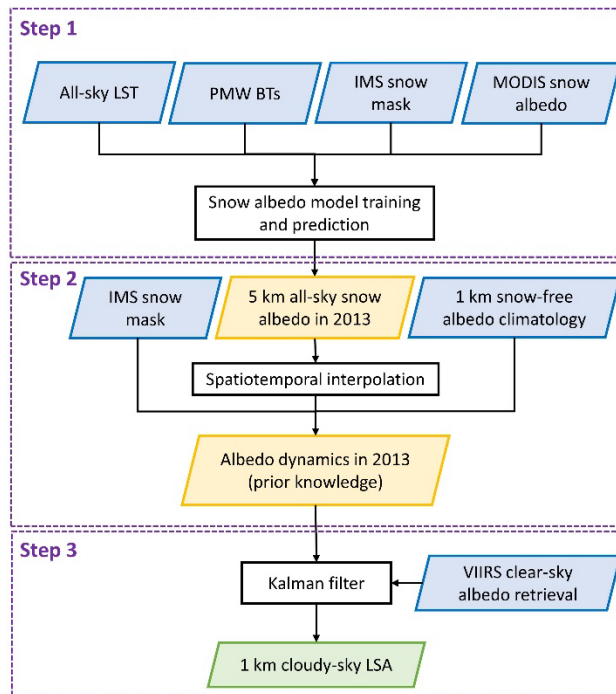 Step 1
All-sky LST
PMW BTs
IMS snow
mask
MODIS snow
albedo
Snow albedo model training
and prediction
Step 2
IMS snow
mask
5 km all-sky snow
albedo in 2013
1 km snow-free
albedo climatology
Spatiotemporal interpolation
Albedo dynamics in 2013
(prior knowledge)
Step 3
Kalman filter
VIIRS clear-sky
albedo retrieval
1 km cloudy-sky LSA